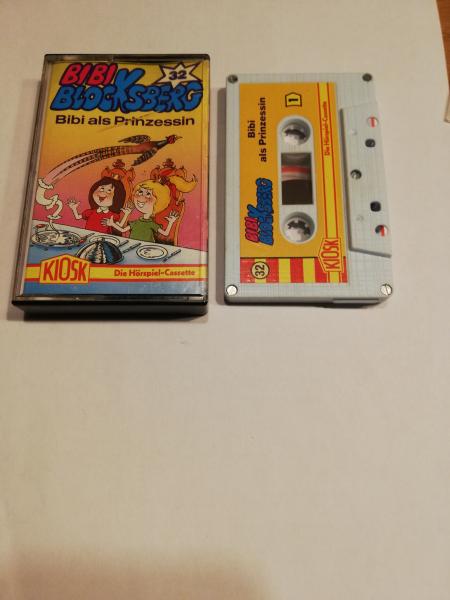 BIBI
BLOCKSBERG
32
Bibi als Prinzessin
KIOSK
Die Hörspiel-Cassette
32
BIBI
BLOCKSBERG
Bibi
als Prinzessin
1
KIOSK
Die Hörspiel-Cassette